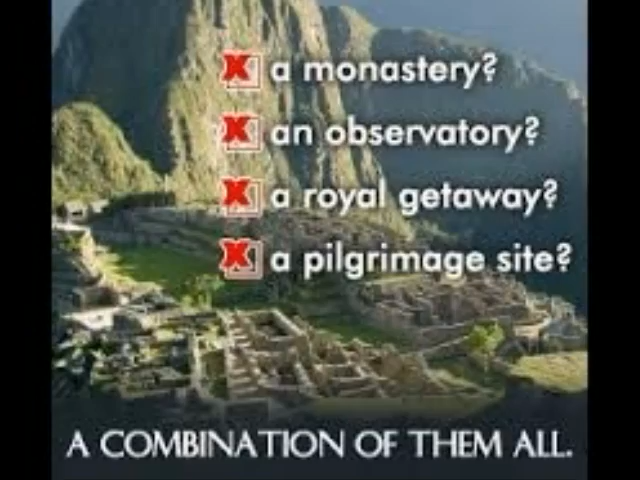 a monastery?
an observatory?
a royal getaway?
a pilgrimage site?
A COMBINATION OF THEM ALL.